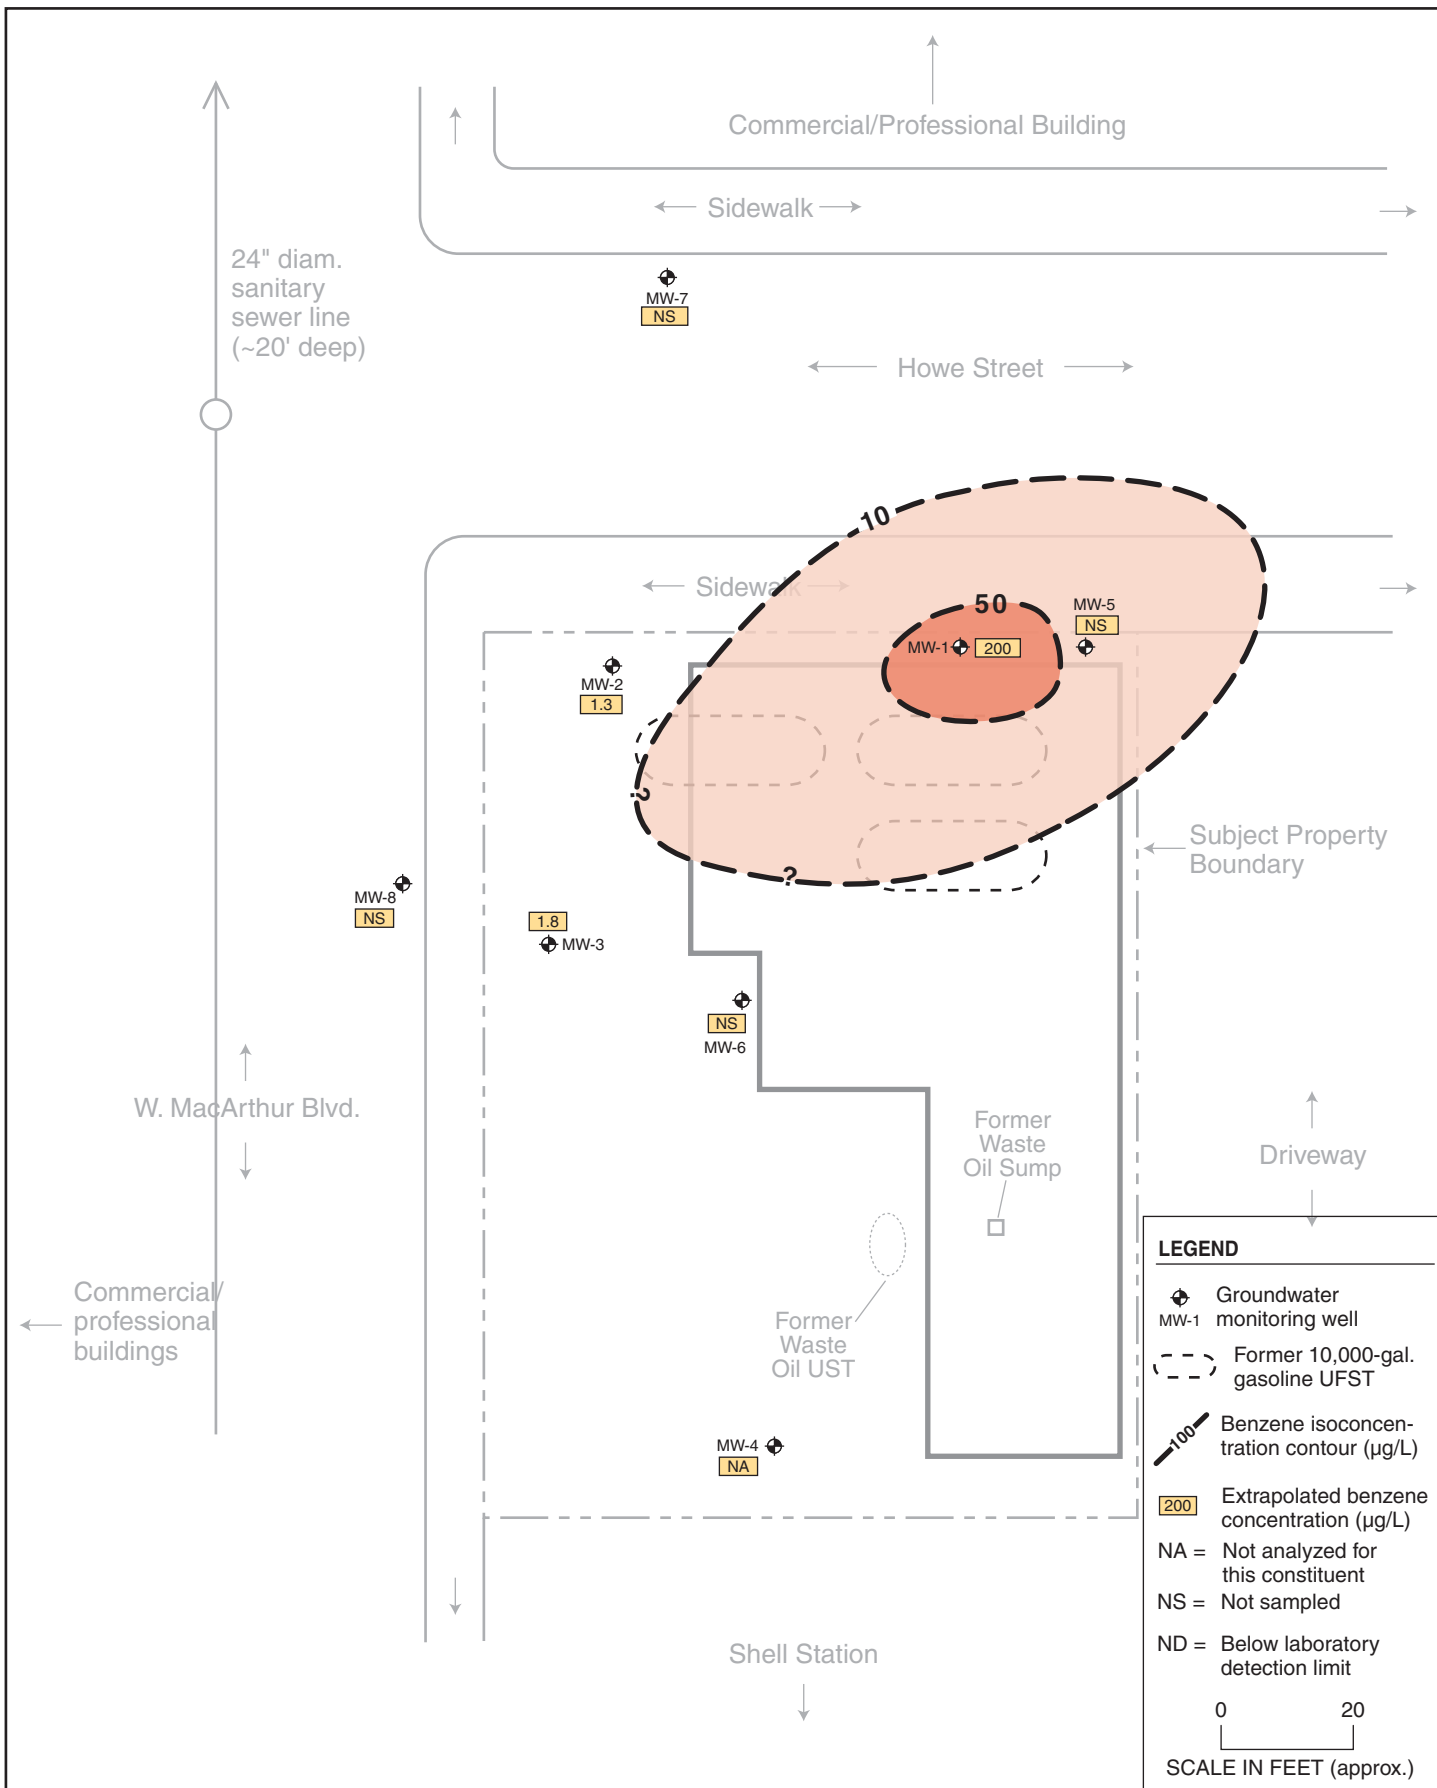 Commercial/Professional Building
Sidewalk
24" diam.
sanitary
sewer line
(~20' deep)
MW-7
NS
Howe Street
10
Sidewalk
50
MW-5
NS
MW-1
200
MW-2
1.3
?
?
Subject Property
Boundary
MW-8
NS
1.8
MW-3
NS
MW-6
W. MacArthur Blvd.
Former
Waste
Oil Sump
Driveway
Commercial/
professional
buildings
Former
Waste
Oil UST
MW-4
NA
Shell Station
LEGEND
MW-1
Groundwater
monitoring well
Former 10,000-gal.
gasoline UFST
100
Benzene isoconcen-
tration contour (µg/L)
200
Extrapolated benzene
concentration (µg/L)
NA = Not analyzed for
this constituent
NS = Not sampled
ND = Below laboratory
detection limit
0 20
SCALE IN FEET (approx.)